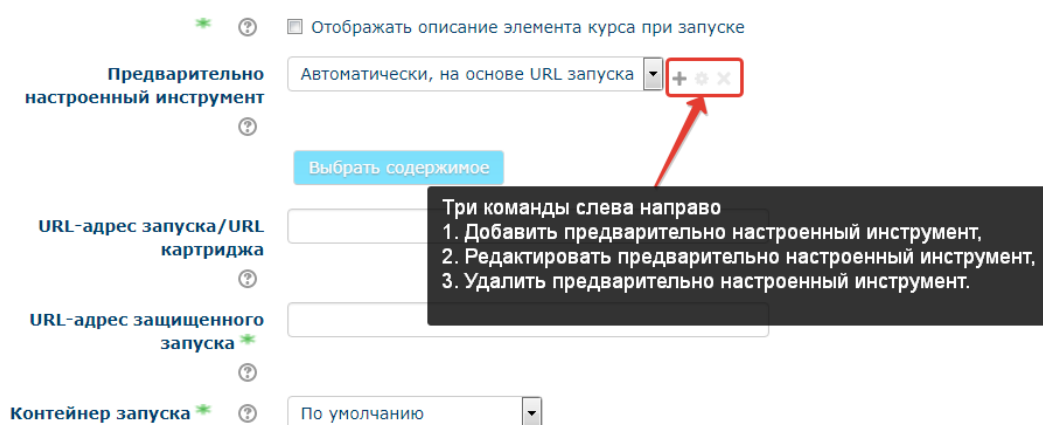 Отображать описание элемента курса при запуске
Предварительно
настроенный инструмент
Автоматически, на основе URL запуска
Выбрать содержимое
Три команды слева направо
1. Добавить предварительно настроенный инструмент,
2. Редактировать предварительно настроенный инструмент,
3. Удалить предварительно настроенный инструмент.
URL-адрес запуска/URL
картриджа
URL-адрес защищенного
запуска
Контейнер запуска
По умолчанию